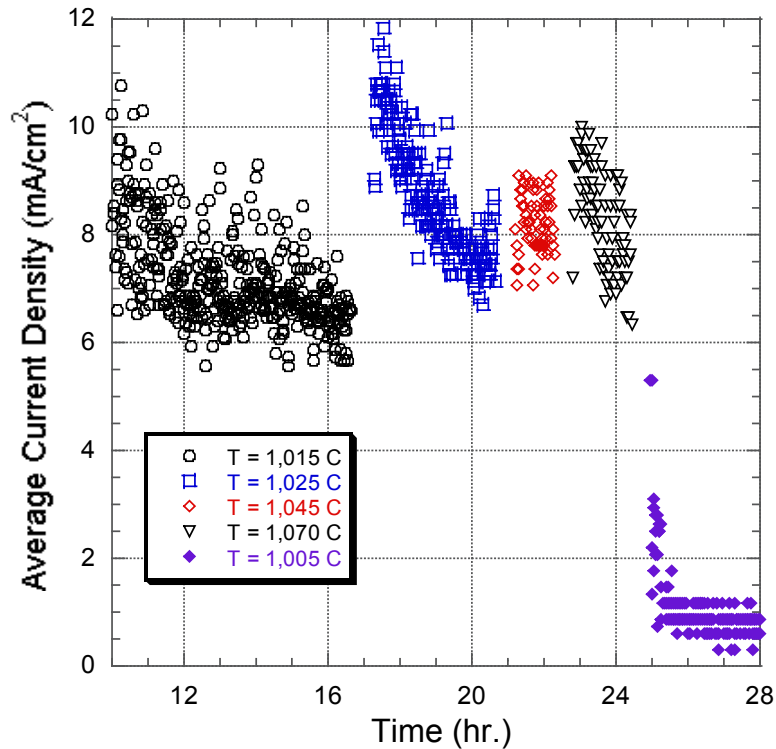 Average Current Density (mA/cm²)
12
10
8
6
4
2
0
T = 1,015 C
T = 1,025 C
T = 1,045 C
T = 1,070 C
T = 1,005 C
12 16 20 24 28
Time (hr.)